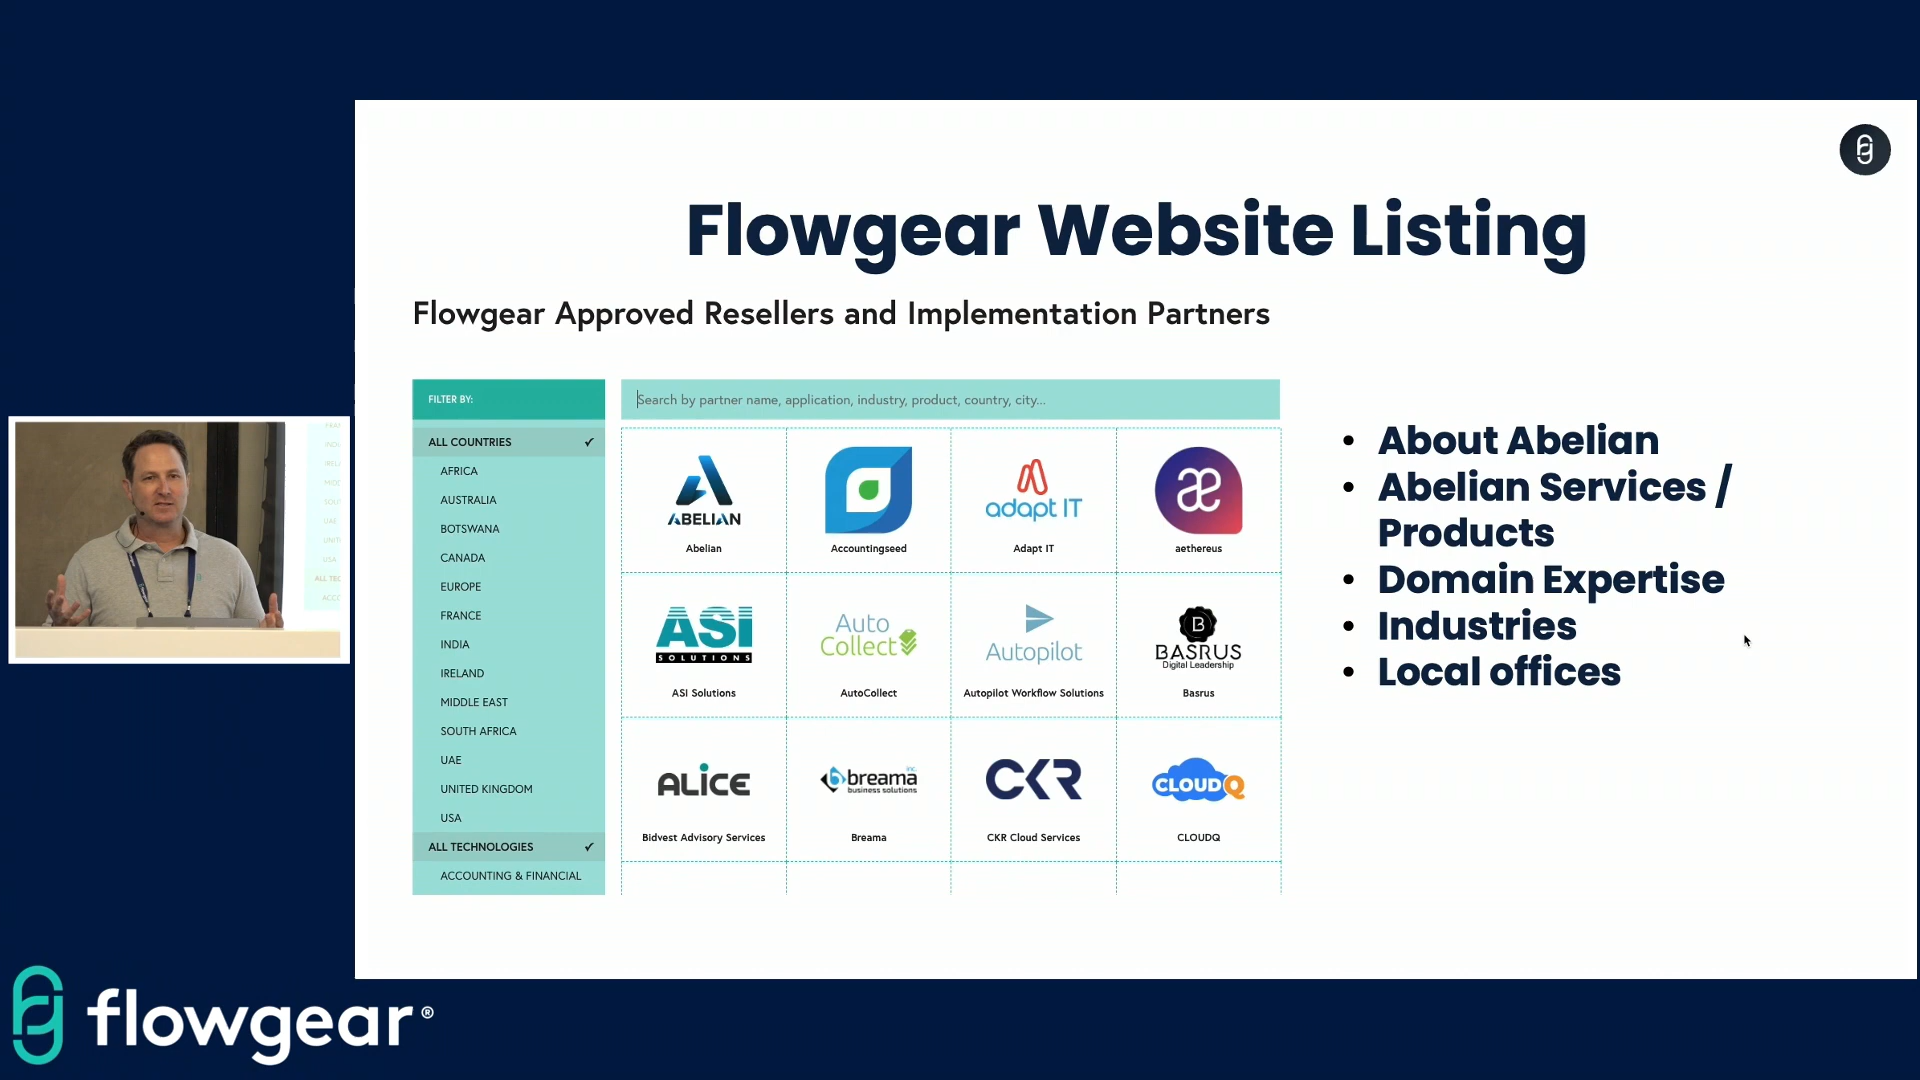 Flowgear Website Listing
Flowgear Approved Resellers and Implementation Partners
FILTER BY:
ALL COUNTRIES
AFRICA
AUSTRALIA
BOTSWANA
CANADA
EUROPE
FRANCE
INDIA
IRELAND
MIDDLE EAST
SOUTH AFRICA
UAE
UNITED KINGDOM
USA
ALL TECHNOLOGIES
ACCOUNTING & FINANCIAL
Search by partner name, application, industry, product, country, city...
ABELIAN
Abelian
Accountingseed
adapt IT
Adapt IT
æ
aethereus
ASI
SOLUTIONS
ASI Solutions
Auto
Collect
AutoCollect
Autopilot
Autopilot Workflow Solutions
B
BASRUS
Digital Leadership
Basrus
ALICE
Bidvest Advisory Services
breama inc.
business solutions
Breama
CKR
CKR Cloud Services
CLOUDQ
CLOUDQ
• About Abelian
• Abelian Services /
Products
• Domain Expertise
• Industries
• Local offices
flowgear®